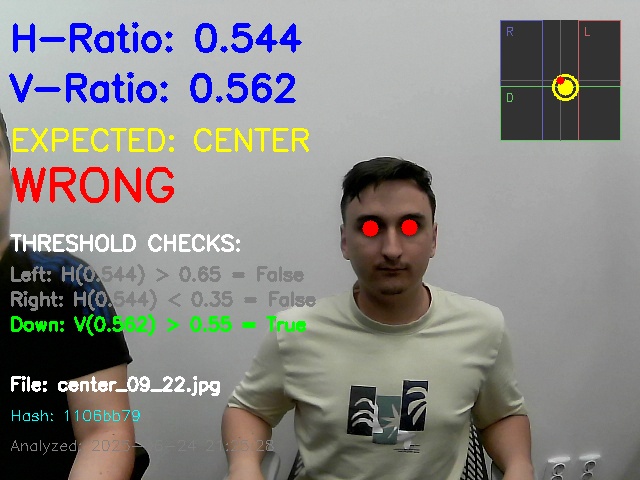 H-Ratio: 0.544
V-Ratio: 0.562
EXPECTED: CENTER
WRONG
THRESHOLD CHECKS:
Left: H(0.544) > 0.65 = False
Right: H(0.544) < 0.35 = False
Down: V(0.562) > 0.55 = True
File: center_09_22.jpg
Hash: 1106bb79
Analyzed:
R
L
D